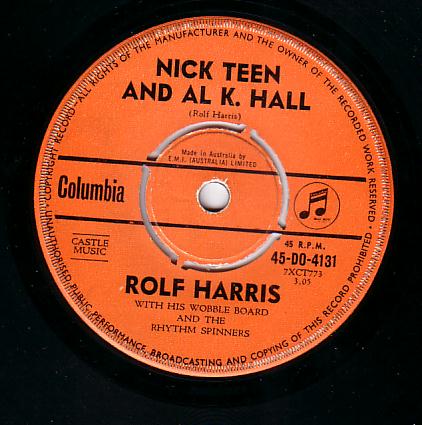 ALL RIGHTS OF THE MANUFACTURER AND THE OWNER OF THE RECORDED WORK RESERVED • UNAUTHORISED PUBLIC PERFORMANCE, BROADCASTING AND COPYING OF THIS RECORD PROHIBITED • COPYRIGHT RECORD •
NICK TEEN
AND AL K. HALL
(Rolf Harris)
Made in Australia by
E.M.I. (AUSTRALIA) LIMITED
Columbia
CASTLE
MUSIC
45 R.P.M.
45-DO-4131
7XCT773
3.05
ROLF HARRIS
WITH HIS WOBBLE BOARD
AND THE
RHYTHM SPINNERS